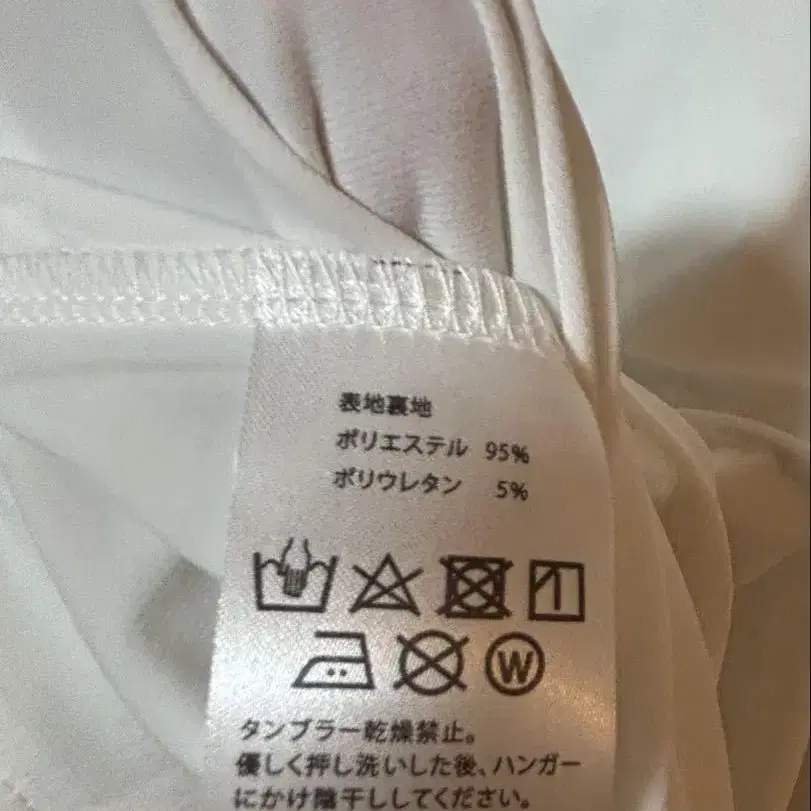 表地裏地
ポリエステル 95%
ポリウレタン 5%
W
タンブラー乾燥禁止。
優しく押し洗いした後、ハンガー
にかけ陰干ししてください。